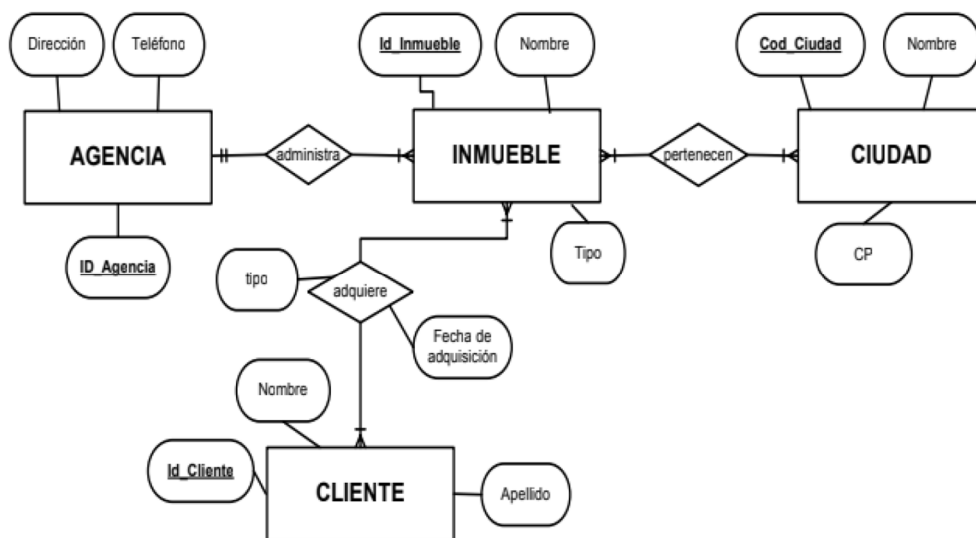 Dirección
Teléfono
Id_Inmueble
Nombre
Cod_Ciudad
Nombre
AGENCIA
administra
INMUEBLE
pertenecen
CIUDAD
ID_Agencia
tipo
adquiere
Tipo
CP
Fecha de
adquisición
Nombre
Id_Cliente
CLIENTE
Apellido